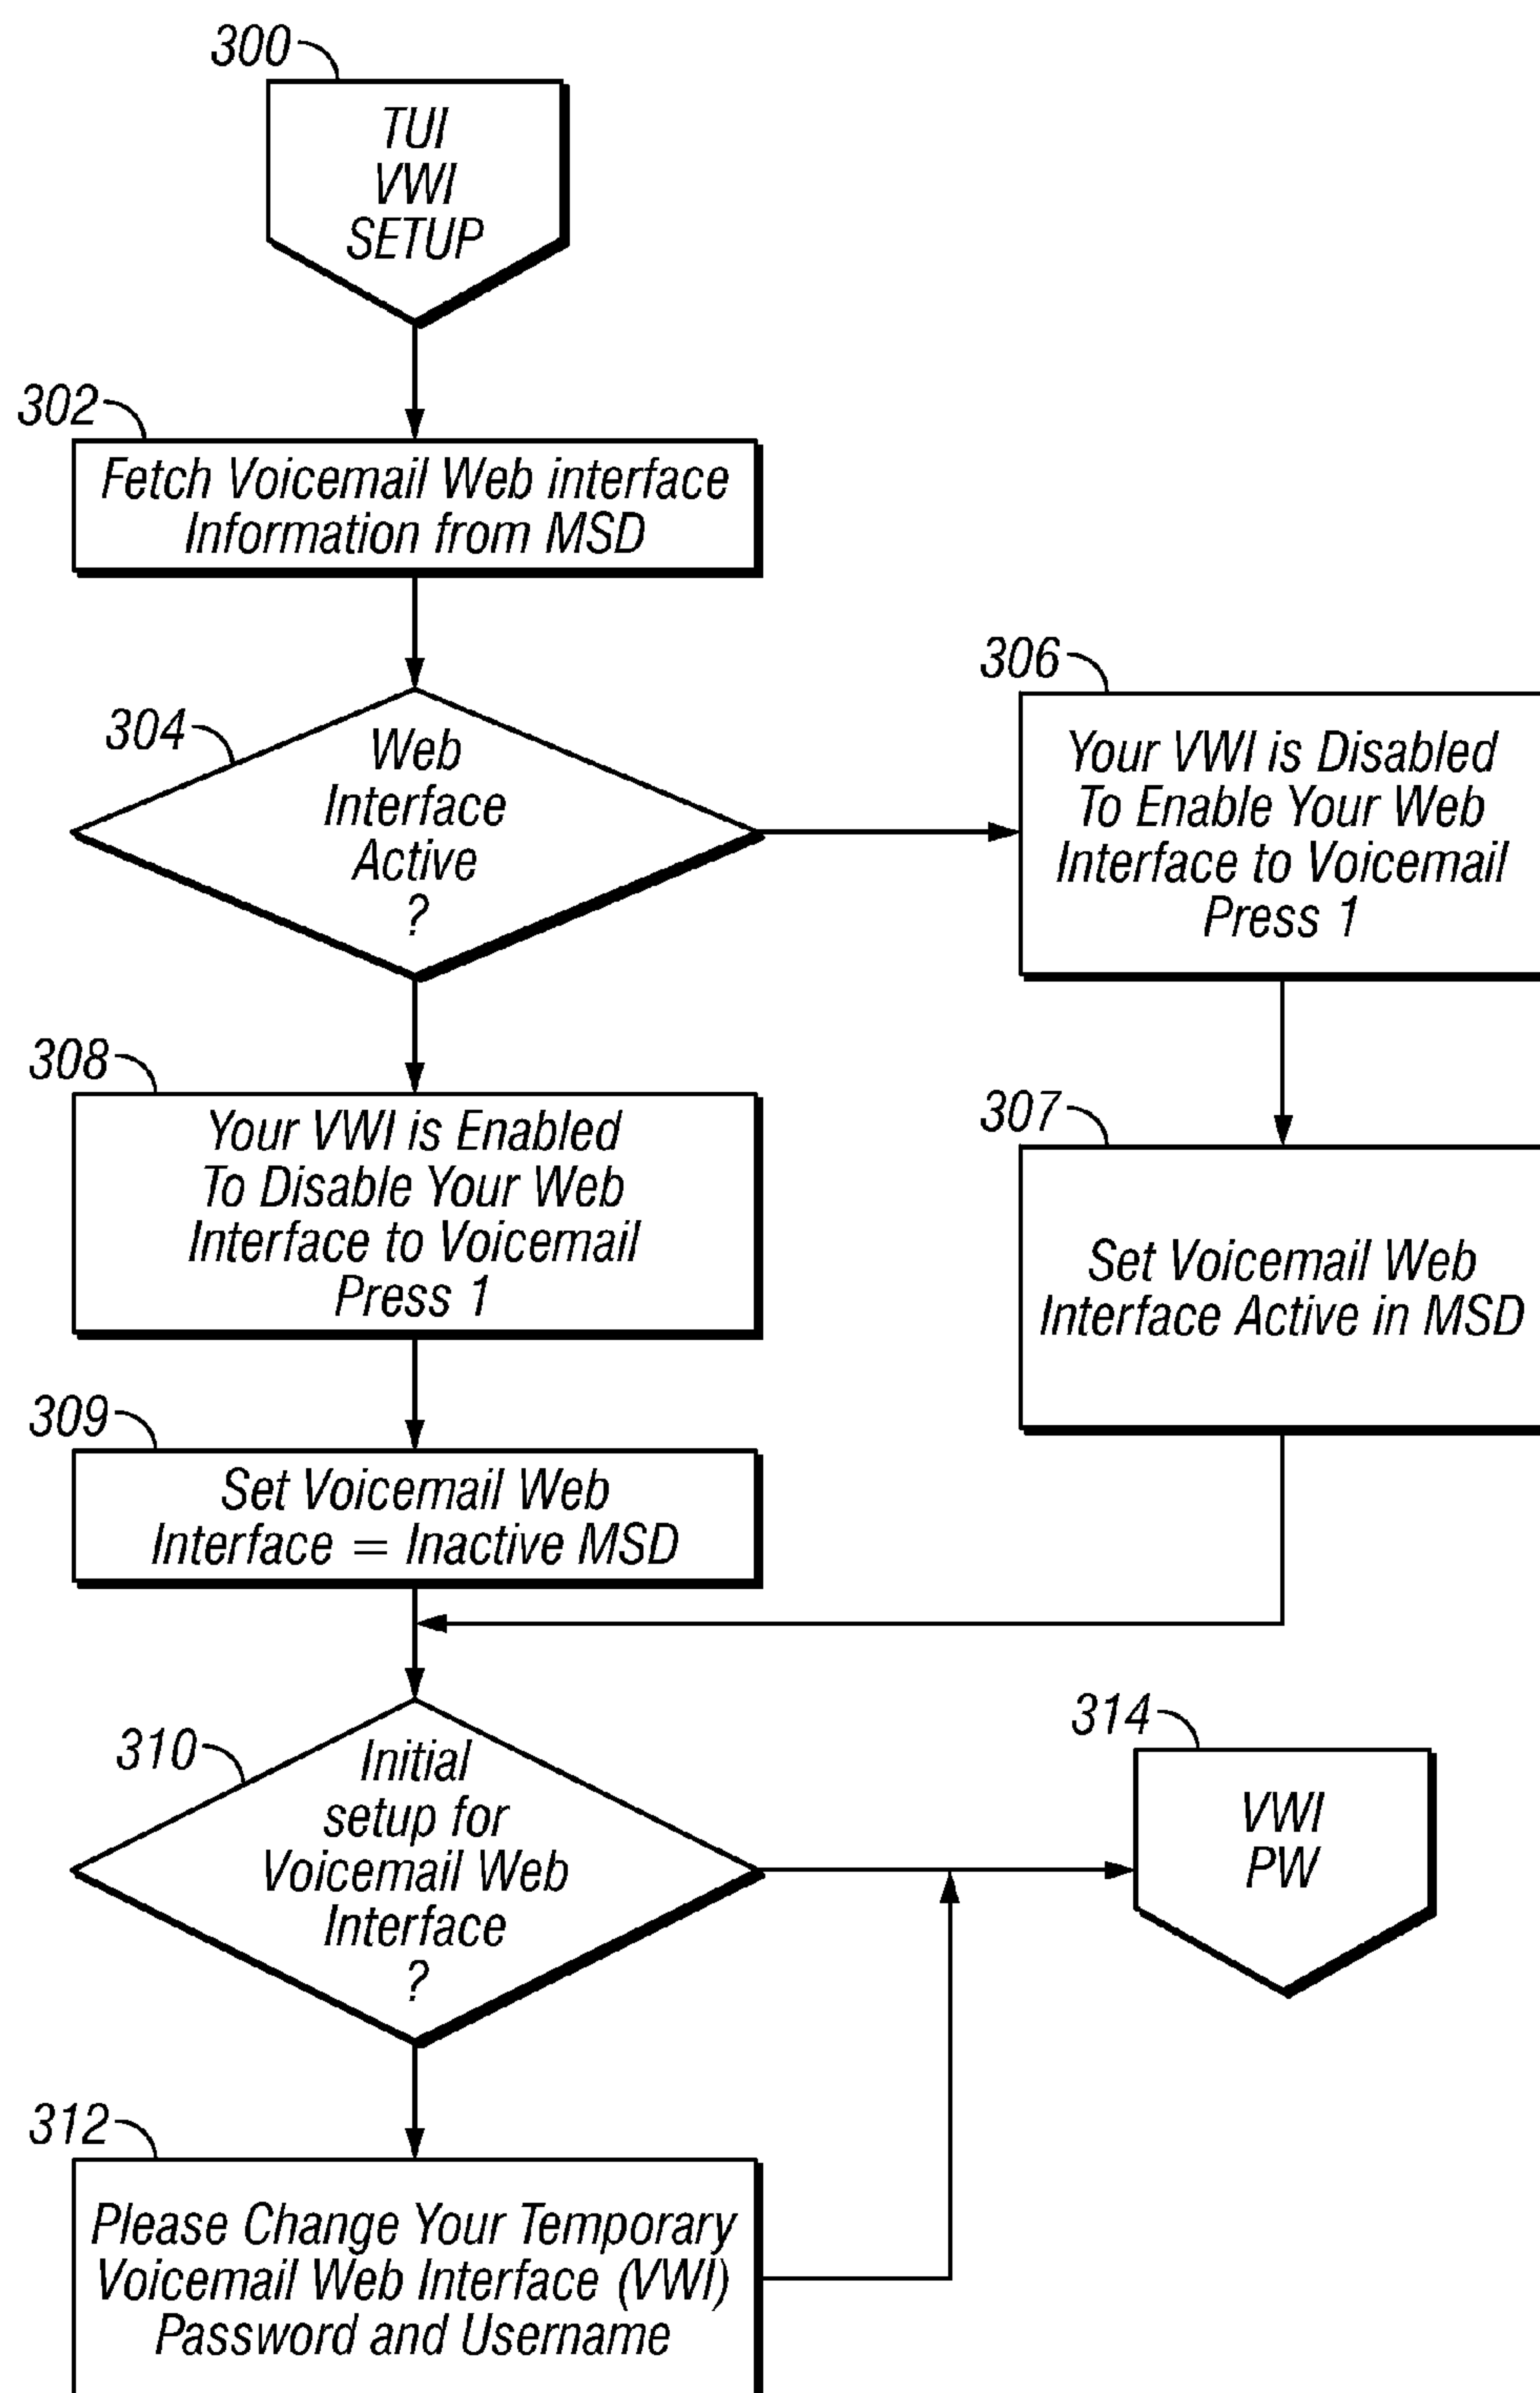 300
TUI
VWI
SETUP
302
Fetch Voicemail Web interface
Information from MSD
304
Web
Interface
Active
?
306
Your VWI is Disabled
To Enable Your Web
Interface to Voicemail
Press 1
308
Your VWI is Enabled
To Disable Your Web
Interface to Voicemail
Press 1
307
Set Voicemail Web
Interface Active in MSD
309
Set Voicemail Web
Interface = Inactive MSD
310
Initial
setup for
Voicemail Web
Interface
?
314
VWI
PW
312
Please Change Your Temporary
Voicemail Web Interface (VWI)
Password and Username